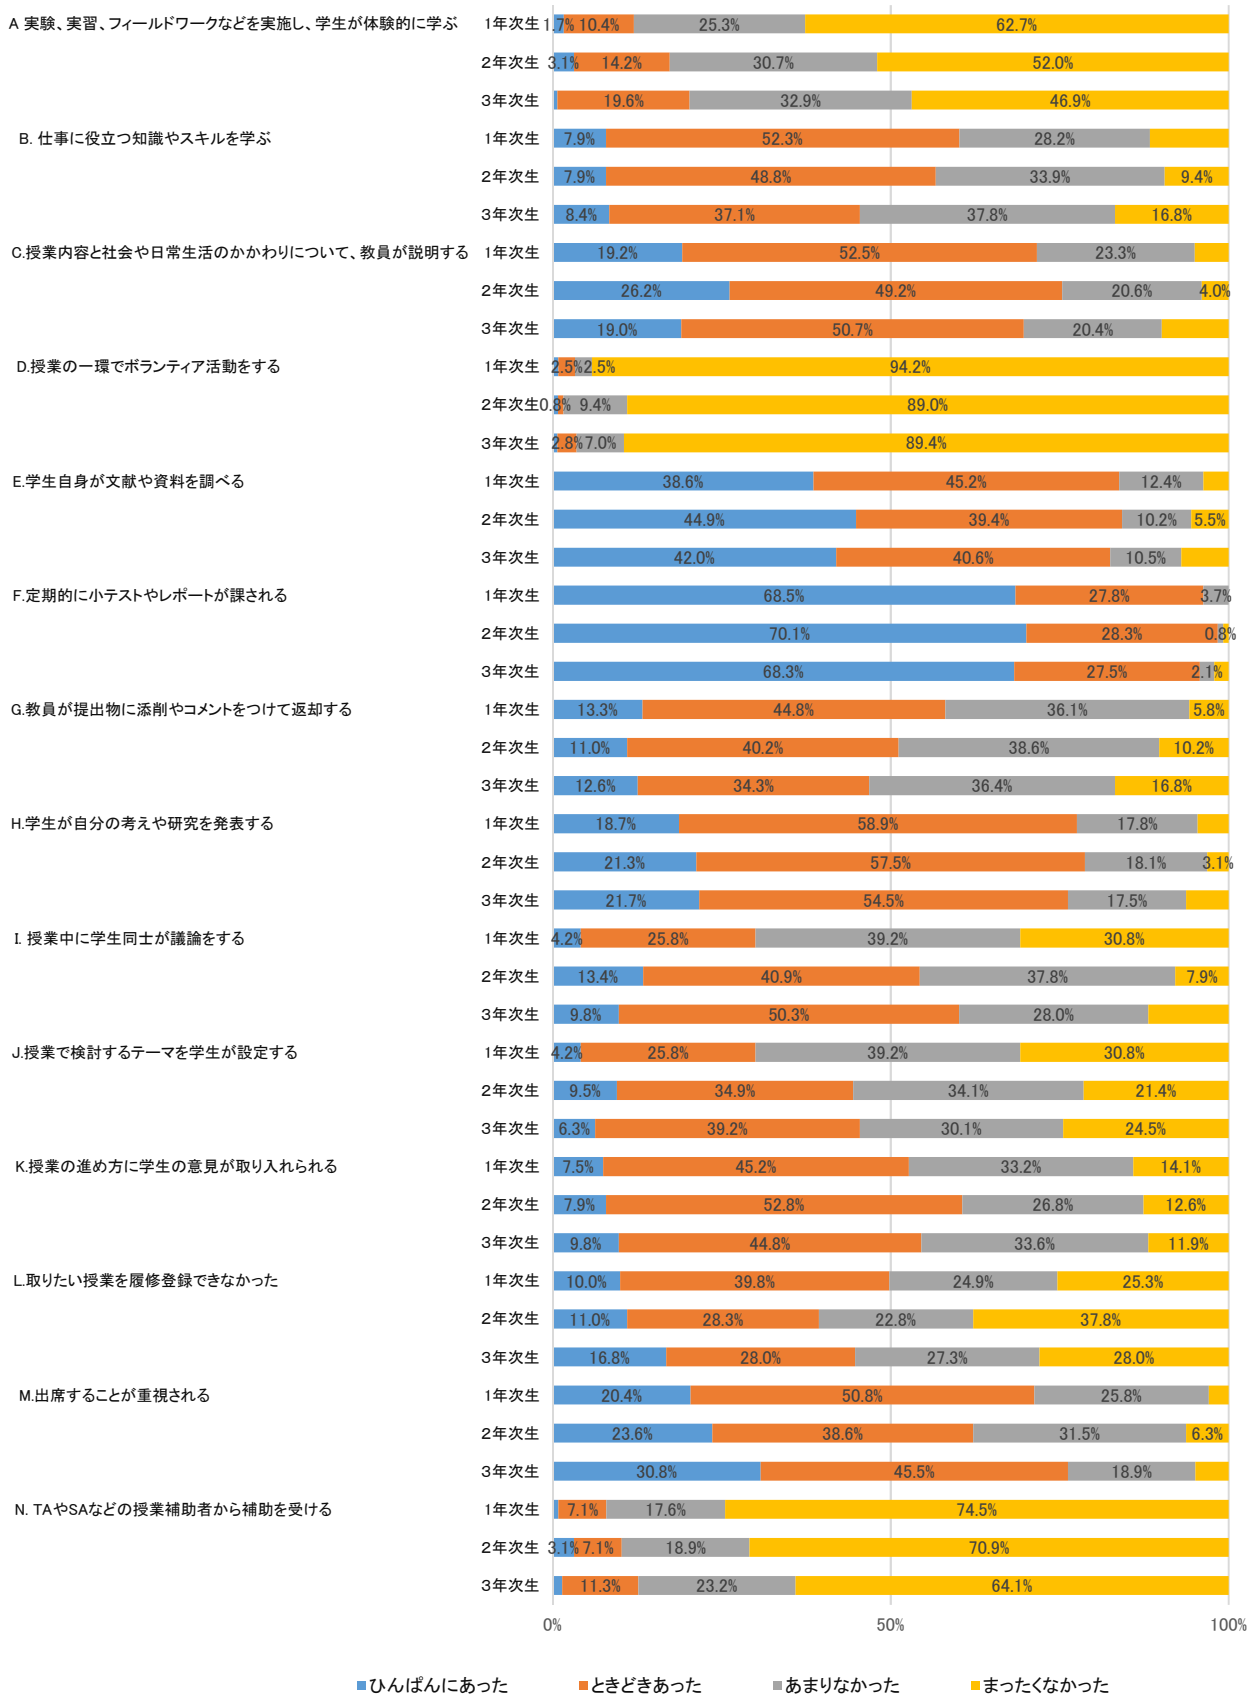 A 実験、実習、フィールドワークなどを実施し、学生が体験的に学ぶ 1年次生 1.7% 10.4% 25.3% 62.7%
2年次生 3.1% 14.2% 30.7% 52.0%
3年次生 19.6% 32.9% 46.9%
B. 仕事に役立つ知識やスキルを学ぶ 1年次生 7.9% 52.3% 28.2%
2年次生 7.9% 48.8% 33.9% 9.4%
3年次生 8.4% 37.1% 37.8% 16.8%
C.授業内容と社会や日常生活のかかわりについて、教員が説明する 1年次生 19.2% 52.5% 23.3%
2年次生 26.2% 49.2% 20.6% 4.0%
3年次生 19.0% 50.7% 20.4%
D.授業の一環でボランティア活動をする 1年次生 2.5% 2.5% 94.2%
2年次生 0.8% 9.4% 89.0%
3年次生 2.8% 7.0% 89.4%
E.学生自身が文献や資料を調べる 1年次生 38.6% 45.2% 12.4%
2年次生 44.9% 39.4% 10.2% 5.5%
3年次生 42.0% 40.6% 10.5%
F.定期的に小テストやレポートが課される 1年次生 68.5% 27.8% 3.7%
2年次生 70.1% 28.3% 0.8%
3年次生 68.3% 27.5% 2.1%
G.教員が提出物に添削やコメントをつけて返却する 1年次生 13.3% 44.8% 36.1% 5.8%
2年次生 11.0% 40.2% 38.6% 10.2%
3年次生 12.6% 34.3% 36.4% 16.8%
H.学生が自分の考えや研究を発表する 1年次生 18.7% 58.9% 17.8%
2年次生 21.3% 57.5% 18.1% 3.1%
3年次生 21.7% 54.5% 17.5%
I. 授業中に学生同士が議論をする 1年次生 4.2% 25.8% 39.2% 30.8%
2年次生 13.4% 40.9% 37.8% 7.9%
3年次生 9.8% 50.3% 28.0%
J.授業で検討するテーマを学生が設定する 1年次生 4.2% 25.8% 39.2% 30.8%
2年次生 9.5% 34.9% 34.1% 21.4%
3年次生 6.3% 39.2% 30.1% 24.5%
K.授業の進め方に学生の意見が取り入れられる 1年次生 7.5% 45.2% 33.2% 14.1%
2年次生 7.9% 52.8% 26.8% 12.6%
3年次生 9.8% 44.8% 33.6% 11.9%
L.取りたい授業を履修登録できなかった 1年次生 10.0% 39.8% 24.9% 25.3%
2年次生 11.0% 28.3% 22.8% 37.8%
3年次生 16.8% 28.0% 27.3% 28.0%
M.出席することが重視される 1年次生 20.4% 50.8% 25.8%
2年次生 23.6% 38.6% 31.5% 6.3%
3年次生 30.8% 45.5% 18.9%
N. TAやSAなどの授業補助者から補助を受ける 1年次生 7.1% 17.6% 74.5%
2年次生 3.1% 7.1% 18.9% 70.9%
3年次生 11.3% 23.2% 64.1%
0% 50% 100%
ひんぱんにあった ときどきあった あまりなかった まったくなかった